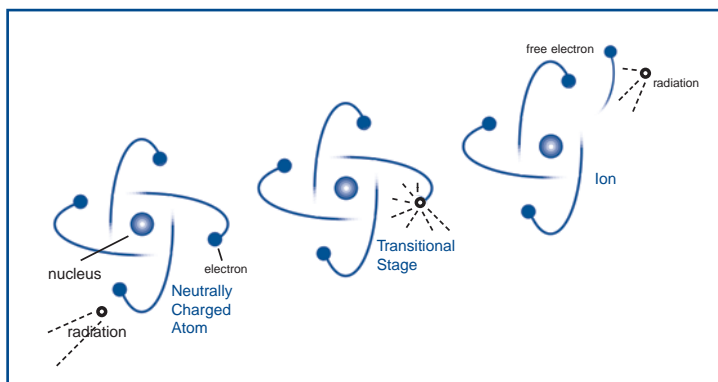 free electron
radiation
Ion
Transitional
Stage
nucleus
electron
Neutrally
Charged
Atom
radiation